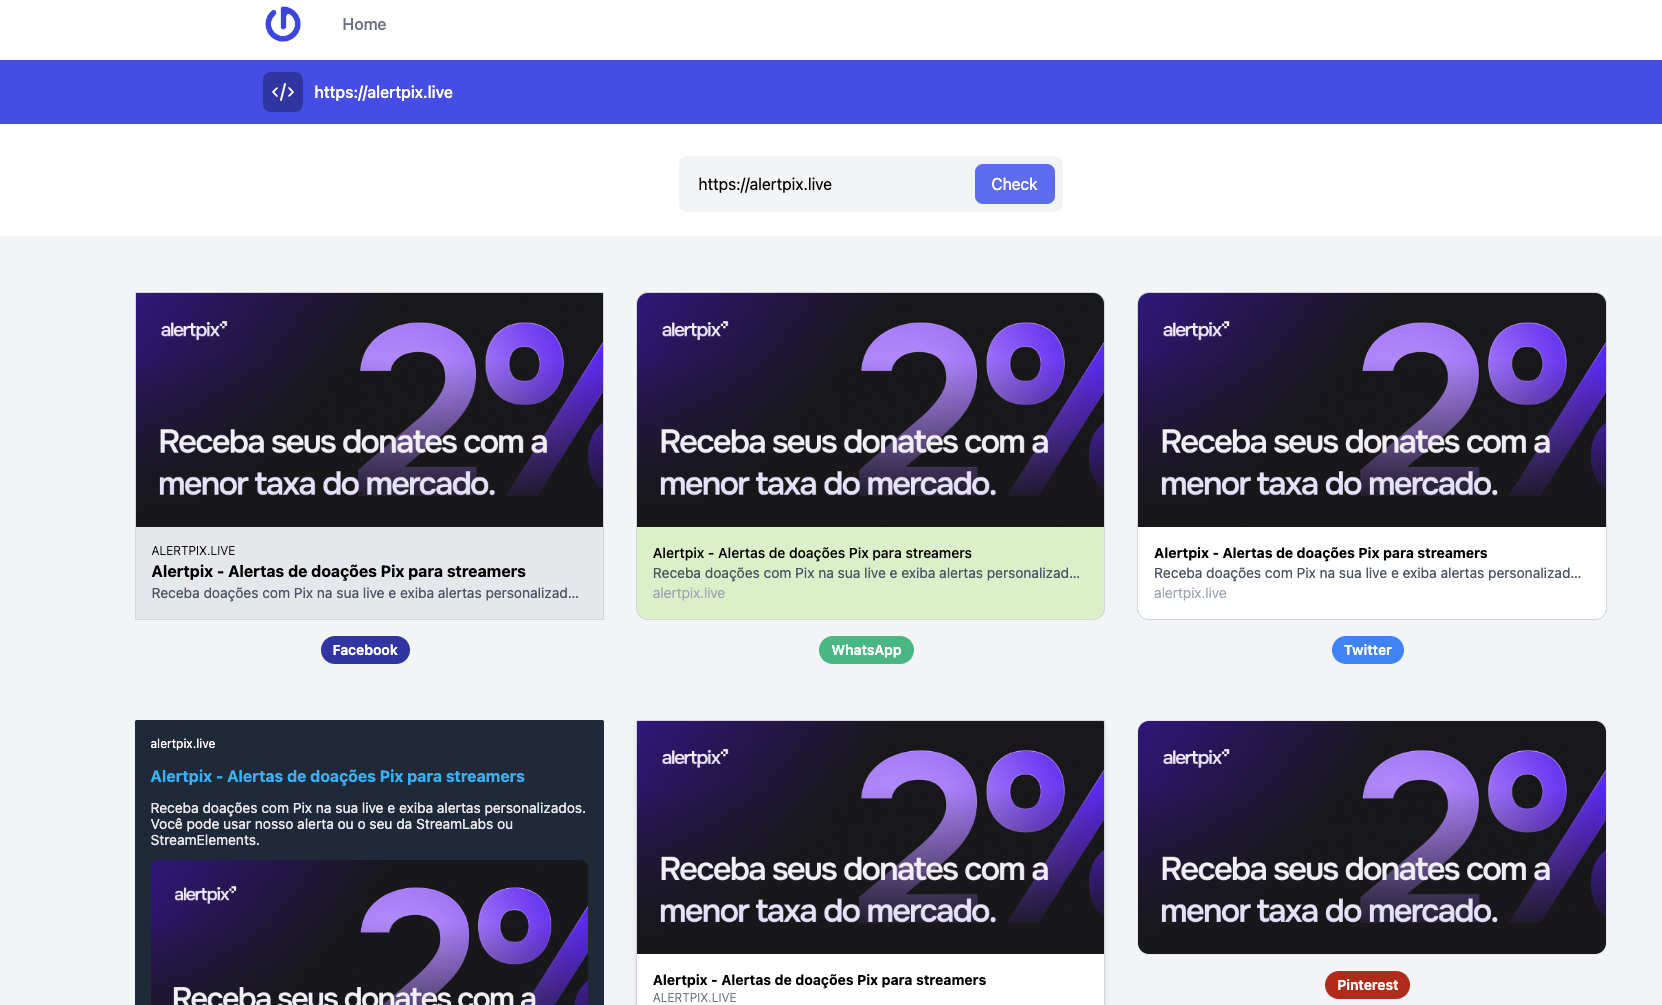 Home
</> https://alertpix.live
https://alertpix.live
Check
alertpix
2%
Receba seus donates com a
menor taxa do mercado.
ALERTPIX.LIVE
Alertpix - Alertas de doações Pix para streamers
Receba doações com Pix na sua live e exiba alertas personalizad...
Facebook
alertpix
2%
Receba seus donates com a
menor taxa do mercado.
Alertpix - Alertas de doações Pix para streamers
Receba doações com Pix na sua live e exiba alertas personalizad...
alertpix.live
WhatsApp
alertpix
2%
Receba seus donates com a
menor taxa do mercado.
Alertpix - Alertas de doações Pix para streamers
Receba doações com Pix na sua live e exiba alertas personalizad...
alertpix.live
Twitter
alertpix.live
Alertpix - Alertas de doações Pix para streamers
Receba doações com Pix na sua live e exiba alertas personalizados.
Você pode usar nosso alerta ou o seu da StreamLabs ou
StreamElements.
alertpix
2%
Receba seus donates com a
alertpix
2%
Receba seus donates com a
menor taxa do mercado.
Alertpix - Alertas de doações Pix para streamers
ALERTPIX.LIVE
alertpix
2%
Receba seus donates com a
menor taxa do mercado.
Pinterest